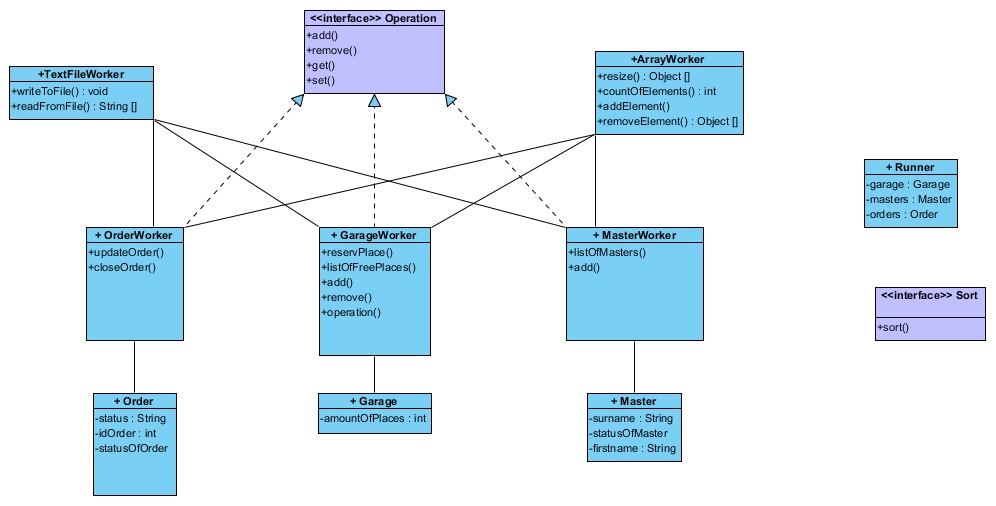 <<interface>> Operation
+add()
+remove()
+get()
+set()
+TextFileWorker
+writeToFile() : void
+readFromFile() : String []
+ArrayWorker
+resize() : Object []
+countOfElements() : int
+addElement()
+removeElement() : Object []
+ Runner
-garage : Garage
-masters : Master
-orders : Order
+ OrderWorker
+updateOrder()
+closeOrder()
+ GarageWorker
+reservPlace()
+listOfFreePlaces()
+add()
+remove()
+operation()
+ MasterWorker
+listOfMasters()
+add()
<<interface>> Sort
+sort()
+ Order
-status : String
-idOrder : int
-statusOfOrder
+ Garage
-amountOfPlaces : int
+ Master
-surname : String
-statusOfMaster
-firstname : String